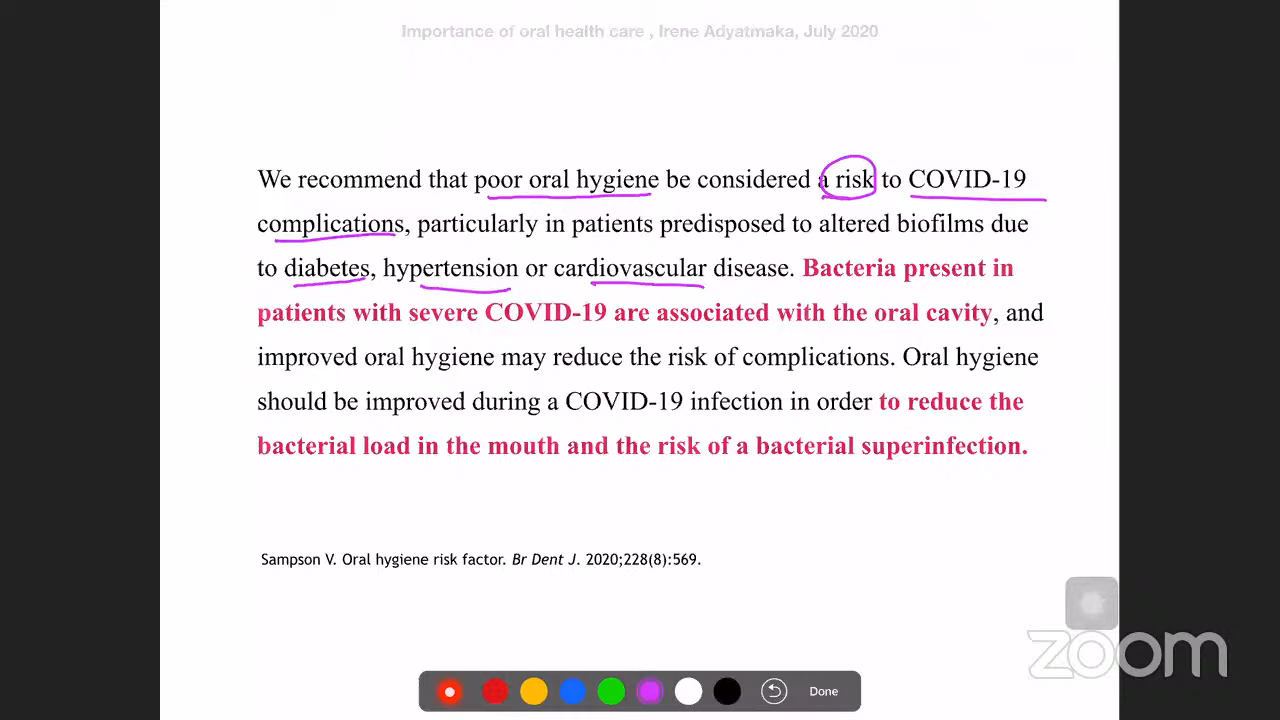 Importance of oral health care , Irene Adyatmaka, July 2020
We recommend that poor oral hygiene be considered a risk to COVID-19
complications, particularly in patients predisposed to altered biofilms due
to diabetes, hypertension or cardiovascular disease. Bacteria present in
patients with severe COVID-19 are associated with the oral cavity, and
improved oral hygiene may reduce the risk of complications. Oral hygiene
should be improved during a COVID-19 infection in order to reduce the
bacterial load in the mouth and the risk of a bacterial superinfection.
Sampson V. Oral hygiene risk factor. Br Dent J. 2020;228(8):569.
zoom
Done